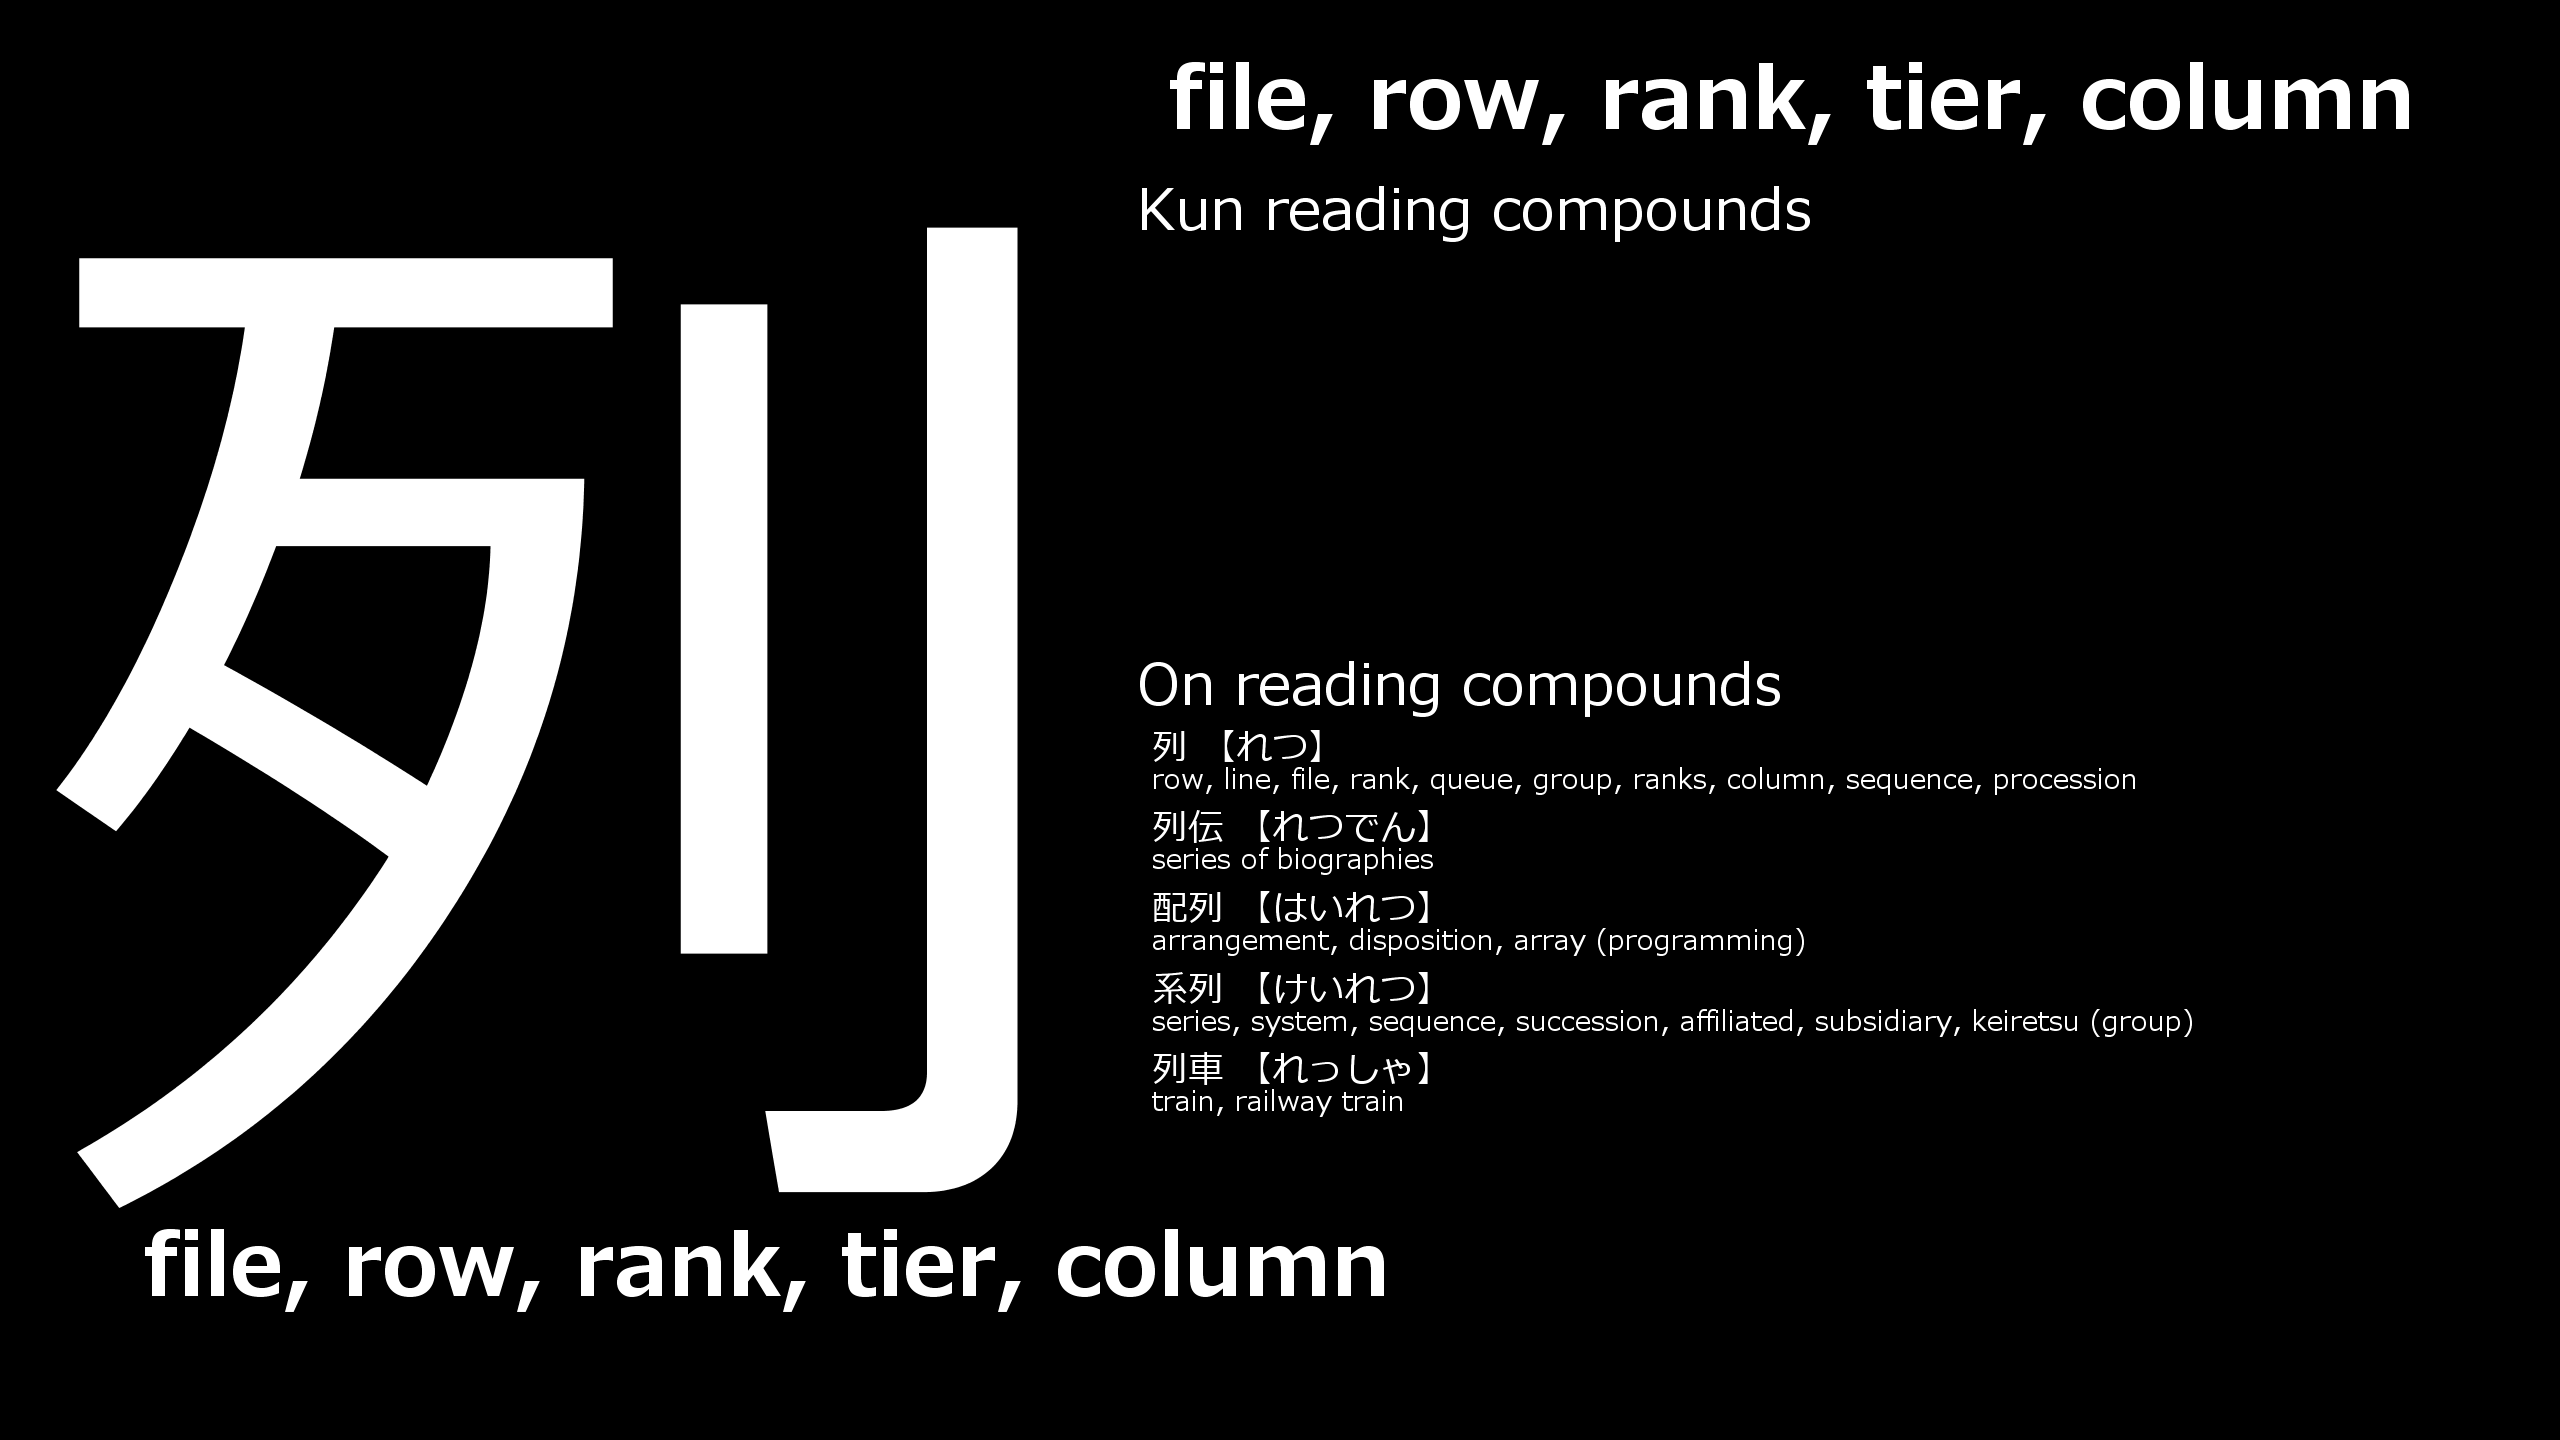 file, row, rank, tier, column
Kun reading compounds
列
On reading compounds
列 【れつ】
row, line, file, rank, queue, group, ranks, column, sequence, procession
列伝 【れつでん】
series of biographies
配列 【はいれつ】
arrangement, disposition, array (programming)
系列 【けいれつ】
series, system, sequence, succession, affiliated, subsidiary, keiretsu (group)
列車 【れっしゃ】
train, railway train
file, row, rank, tier, column